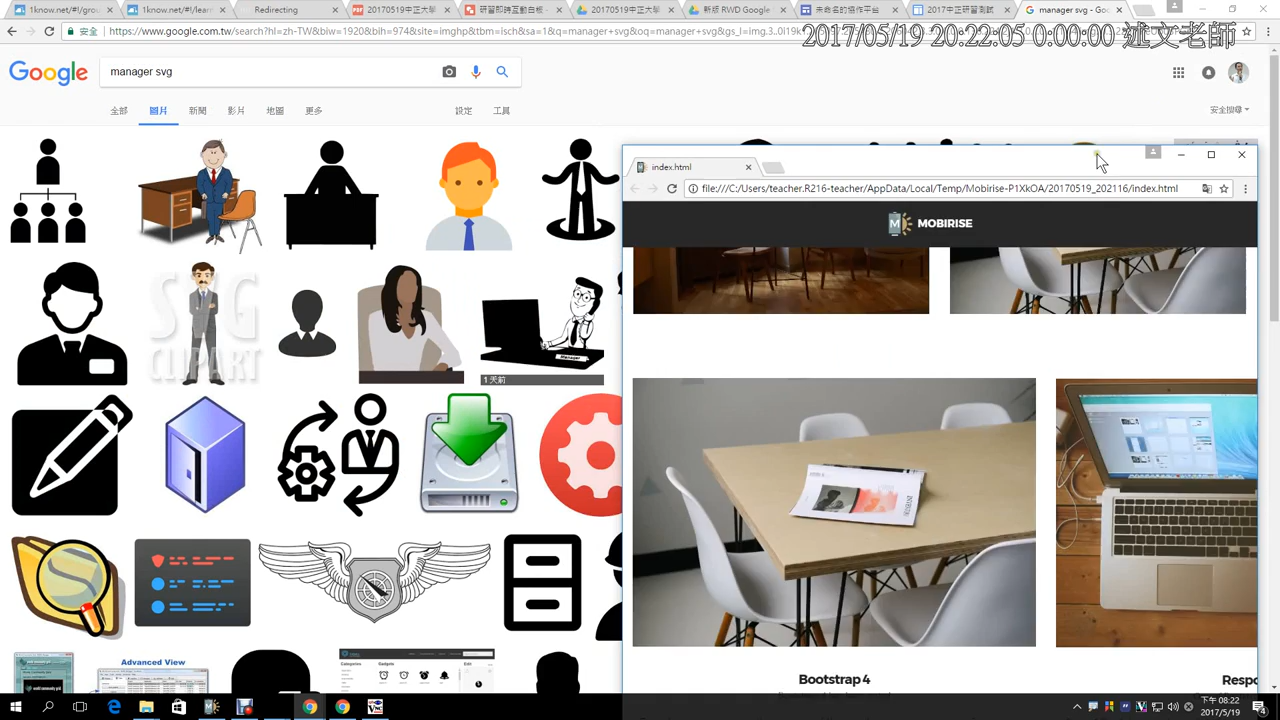 1know.net/#!/grou
1know.net/#!/learn
Redirecting
20170519中正大學
研習即時互動白板 -
20170519中正大學
新版 RWD Google
未命名的協作平台
2017中正研習測試
manager svg - Goo
安全
https://www.google.com.tw/search?hl=zh-TW&biw=1920&bih=974&site=imghp&tbm=isch&sa=1&q=manager+svg&oq=manager+svg&gs_l=img.3..0i19k
2017/05/19 20:22:05 0:00:00 述文老師
Google
manager svg
全部
圖片
新聞
影片
地圖
更多
設定
工具
安全搜尋
index.html
file:///C:/Users/teacher.R216-teacher/AppData/Local/Temp/Mobirise-P1XkOA/20170519_202116/index.html
M
MOBIRISE
SVG
CLIPART
Manager
1 天前
Advanced View
Categories
Gadgets
Bootstrap 4
Respo
下午 08:22
2017/5/19